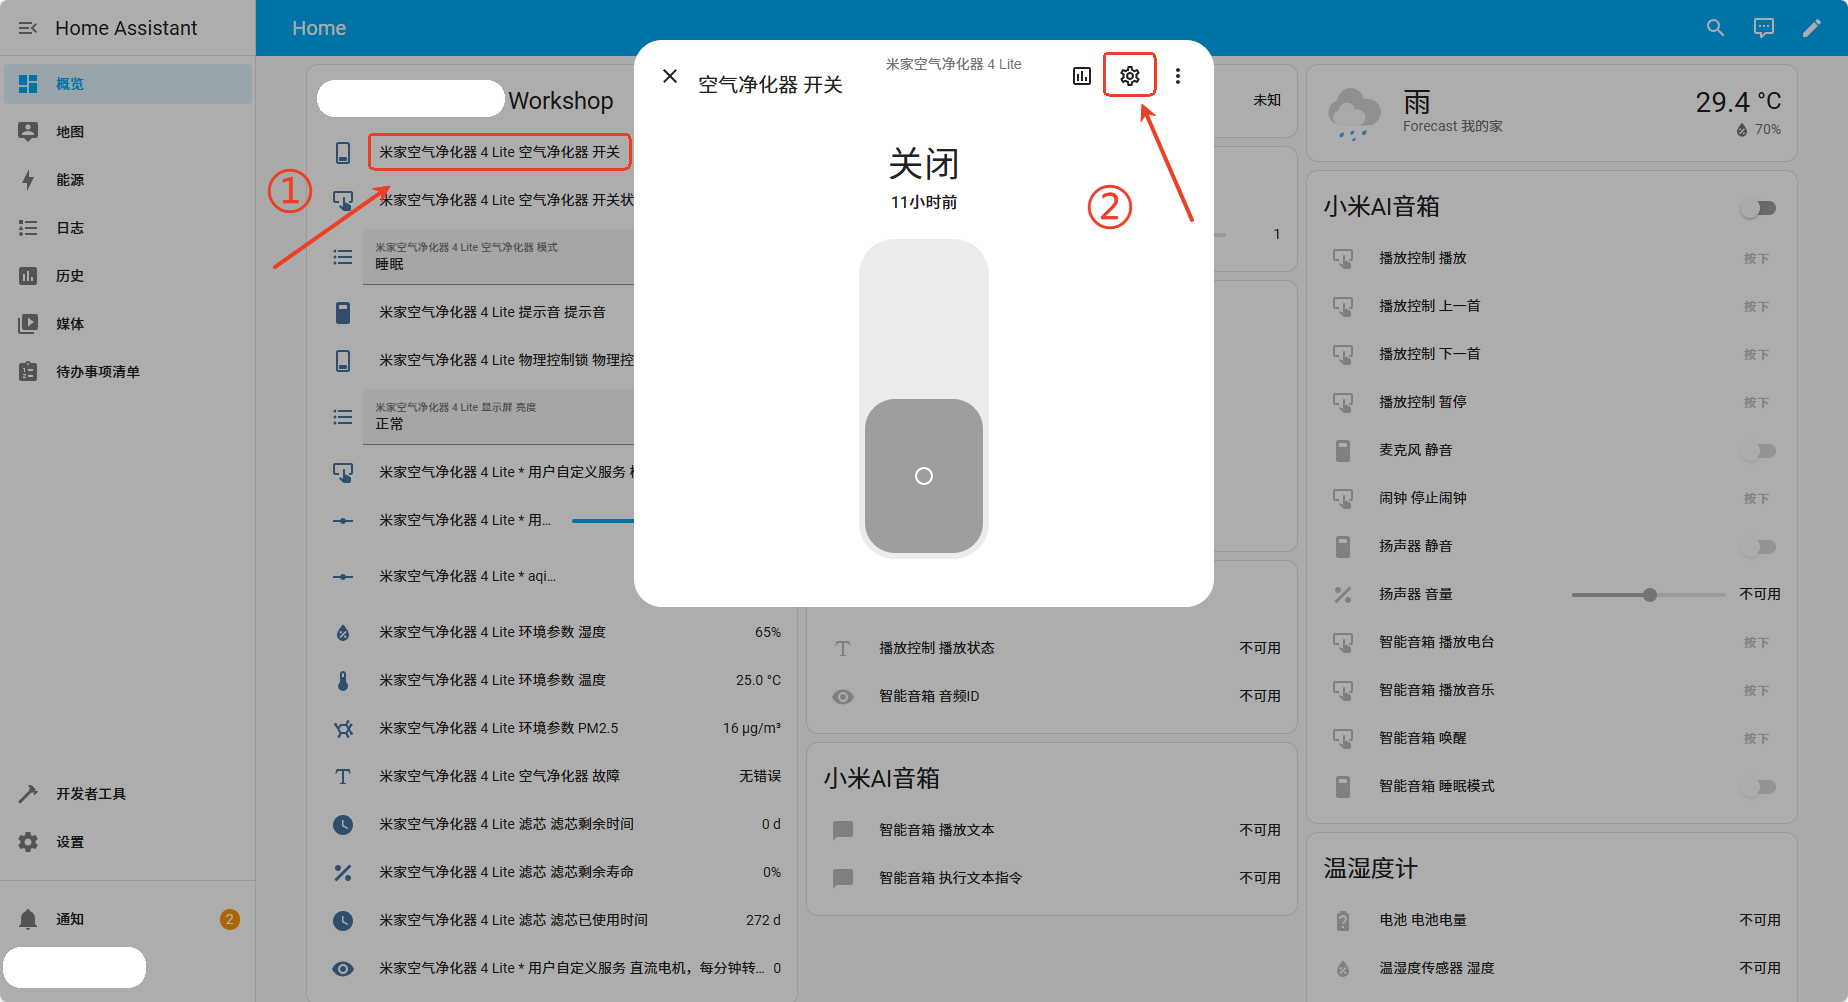 Home Assistant
概览
地图
能源
日志
历史
媒体
待办事项清单
开发者工具
设置
通知
2
Home
Workshop
米家空气净化器 4 Lite 空气净化器 开关
①
米家空气净化器 4 Lite 空气净化器 开关状
米家空气净化器 4 Lite 空气净化器 模式
睡眠
米家空气净化器 4 Lite 提示音 提示音
米家空气净化器 4 Lite 物理控制锁 物理控
米家空气净化器 4 Lite 显示屏 亮度
正常
米家空气净化器 4 Lite * 用户自定义服务
米家空气净化器 4 Lite * 用...
米家空气净化器 4 Lite * aqi...
米家空气净化器 4 Lite 环境参数 湿度 65%
米家空气净化器 4 Lite 环境参数 温度 25.0 °C
米家空气净化器 4 Lite 环境参数 PM2.5 16 µg/m³
米家空气净化器 4 Lite 空气净化器 故障 无错误
米家空气净化器 4 Lite 滤芯 滤芯剩余时间 0 d
米家空气净化器 4 Lite 滤芯 滤芯剩余寿命 0%
米家空气净化器 4 Lite 滤芯 滤芯已使用时间 272 d
米家空气净化器 4 Lite * 用户自定义服务 直流电机，每分钟转... 0
米家空气净化器 4 Lite
空气净化器 开关
关闭
11小时前
②
未知
1
播放控制 播放状态 不可用
智能音箱 音频ID 不可用
小米AI音箱
智能音箱 播放文本 不可用
智能音箱 执行文本指令 不可用
雨
Forecast 我的家
29.4 °C
70%
小米AI音箱
播放控制 播放 按下
播放控制 上一首 按下
播放控制 下一首 按下
播放控制 暂停 按下
麦克风 静音
闹钟 停止闹钟 按下
扬声器 静音
扬声器 音量 不可用
智能音箱 播放电台 按下
智能音箱 播放音乐 按下
智能音箱 唤醒 按下
智能音箱 睡眠模式
温湿度计
电池 电池电量 不可用
温湿度传感器 湿度 不可用